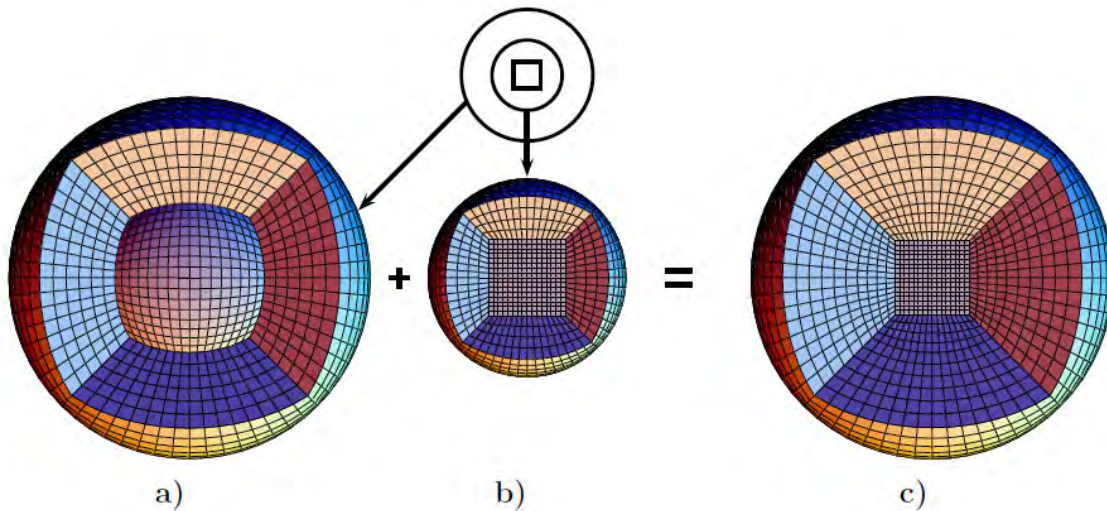 + =
a) b) c)